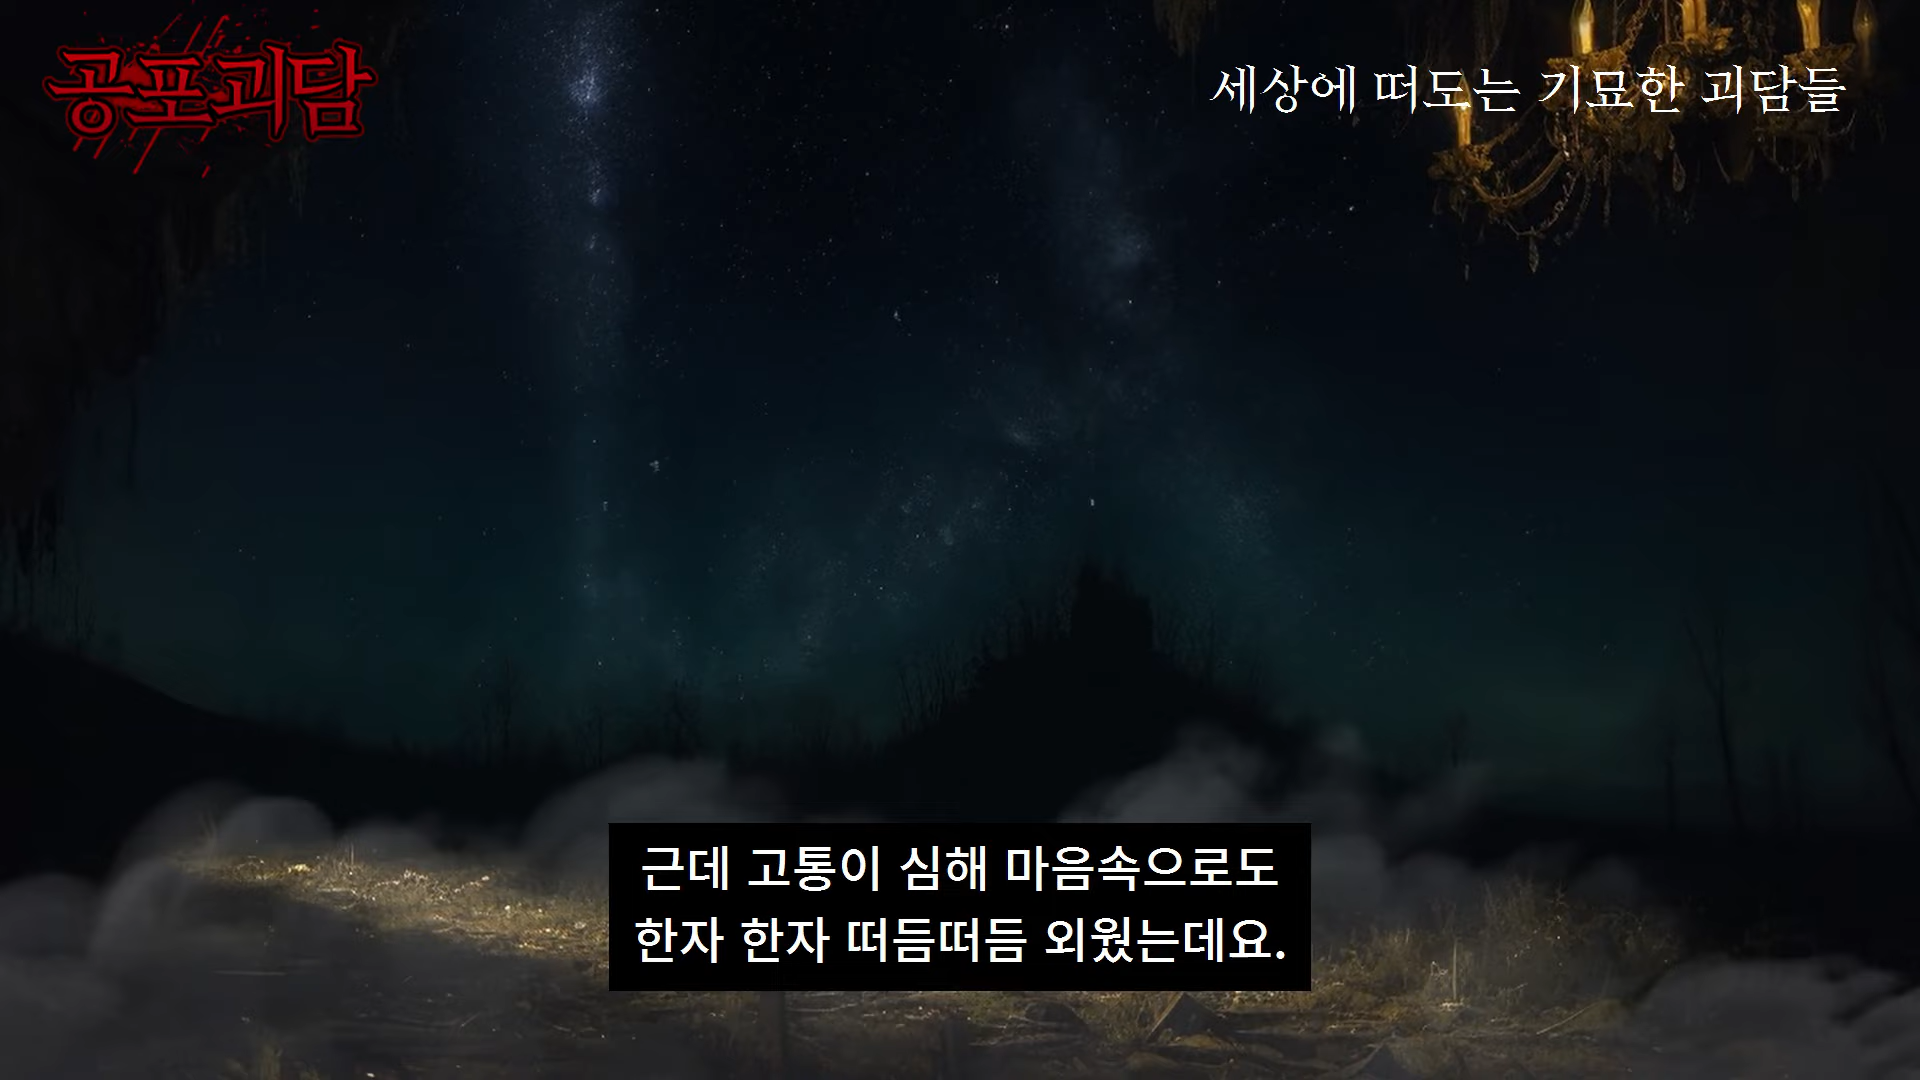 공포괴담
세상에 떠도는 기묘한 괴담들
근데 고통이 심해 마음속으로도
한자 한자 떠듬떠듬 외웠는데요.